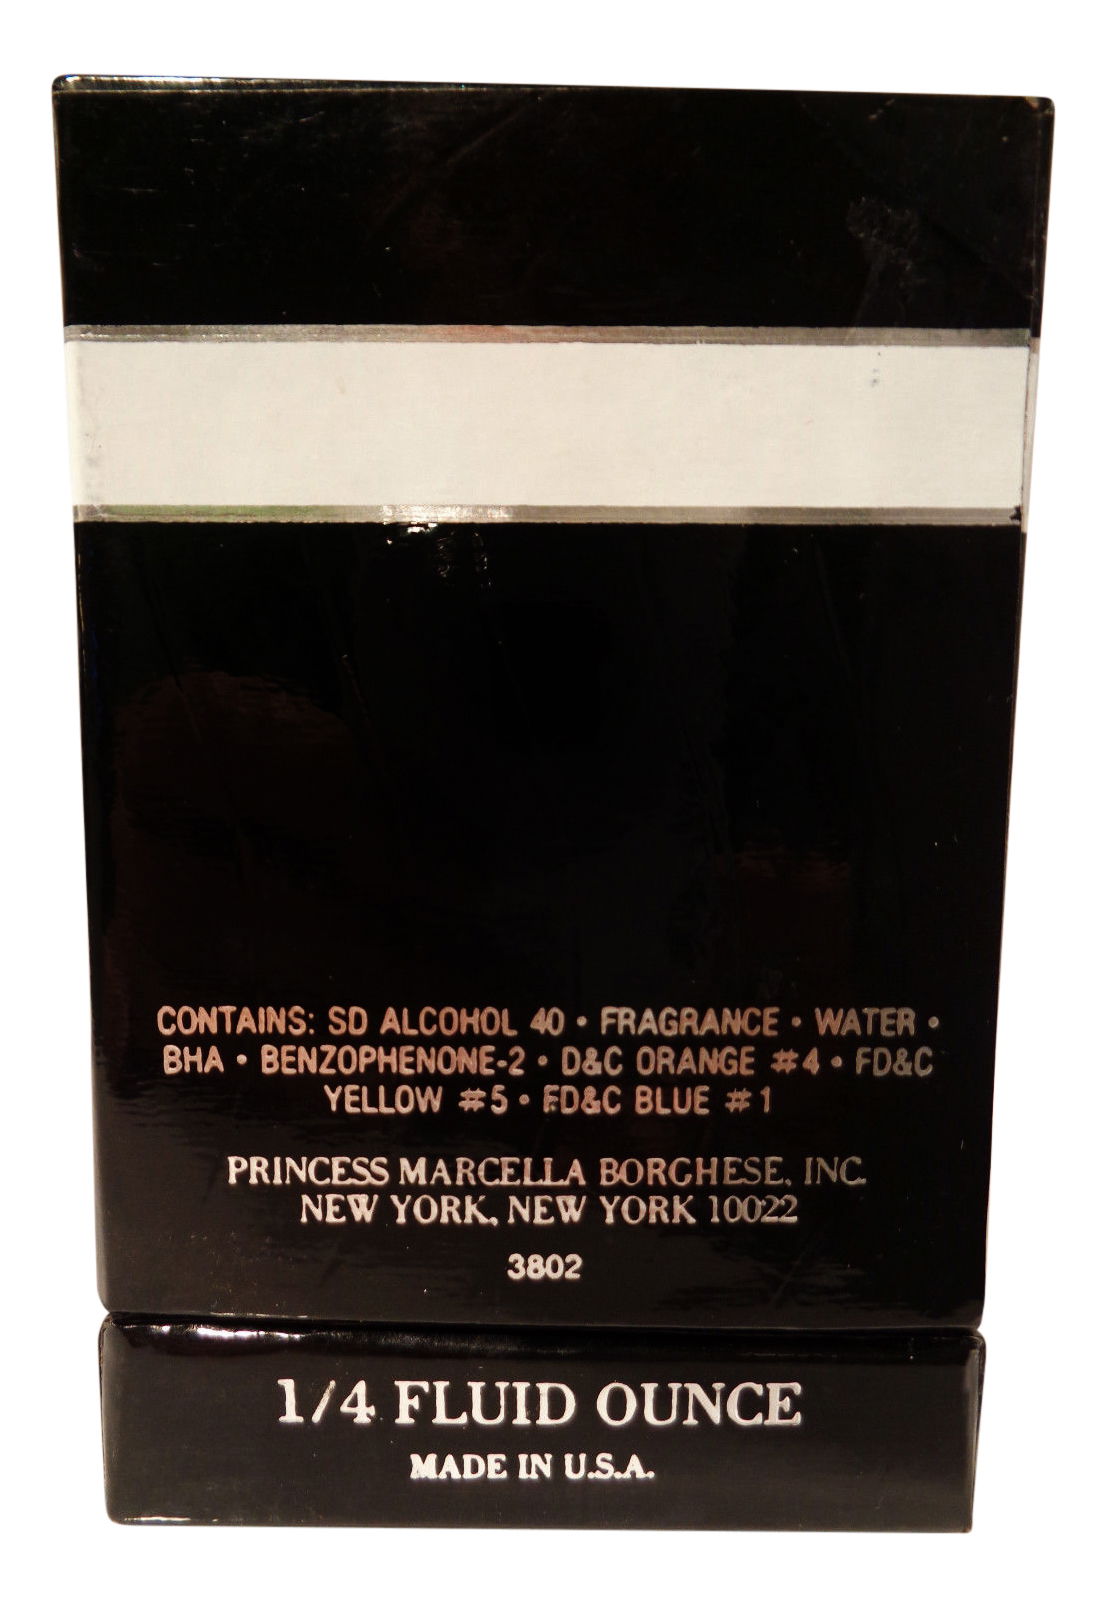 CONTAINS: SD ALCOHOL 40 • FRAGRANCE • WATER •
BHA • BENZOPHENONE-2 • D&C ORANGE #4 • FD&C
YELLOW #5 • FD&C BLUE #1
PRINCESS MARCELLA BORGHESE, INC.
NEW YORK, NEW YORK 10022
3802
1/4 FLUID OUNCE
MADE IN U.S.A.